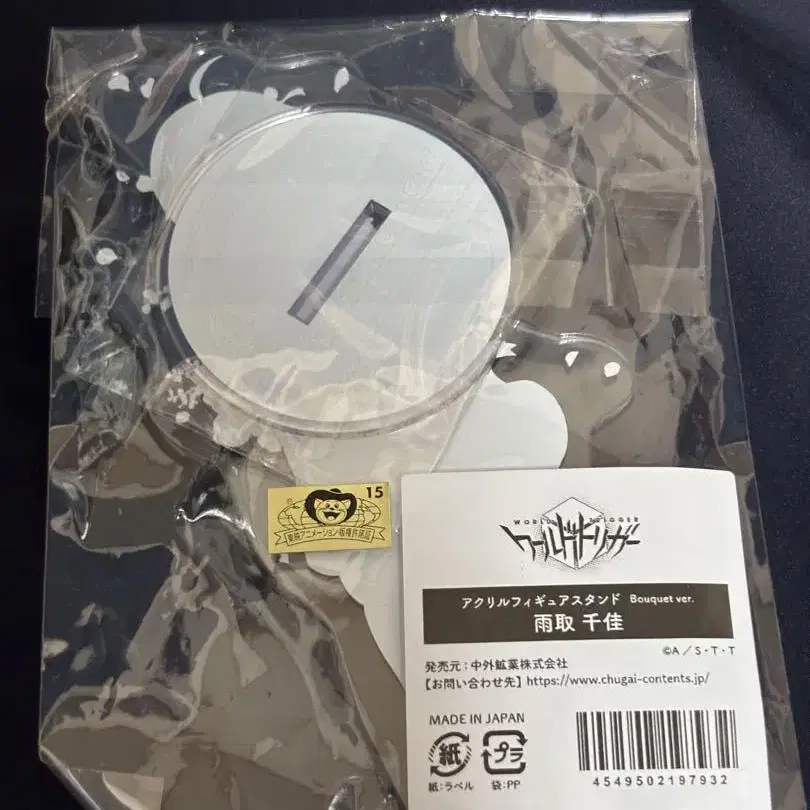 15
東映アニメーション版権許諾品
WORLD TRIGGER
ワールドトリガー
アクリルフィギュアスタンド Bouquet ver.
雨取 千佳
©A/S・T・T
発売元:中外鉱業株式会社
【お問い合わせ先】https://www.chugai-contents.jp/
MADE IN JAPAN
紙 プラ
紙:ラベル 袋:PP
4549502197932